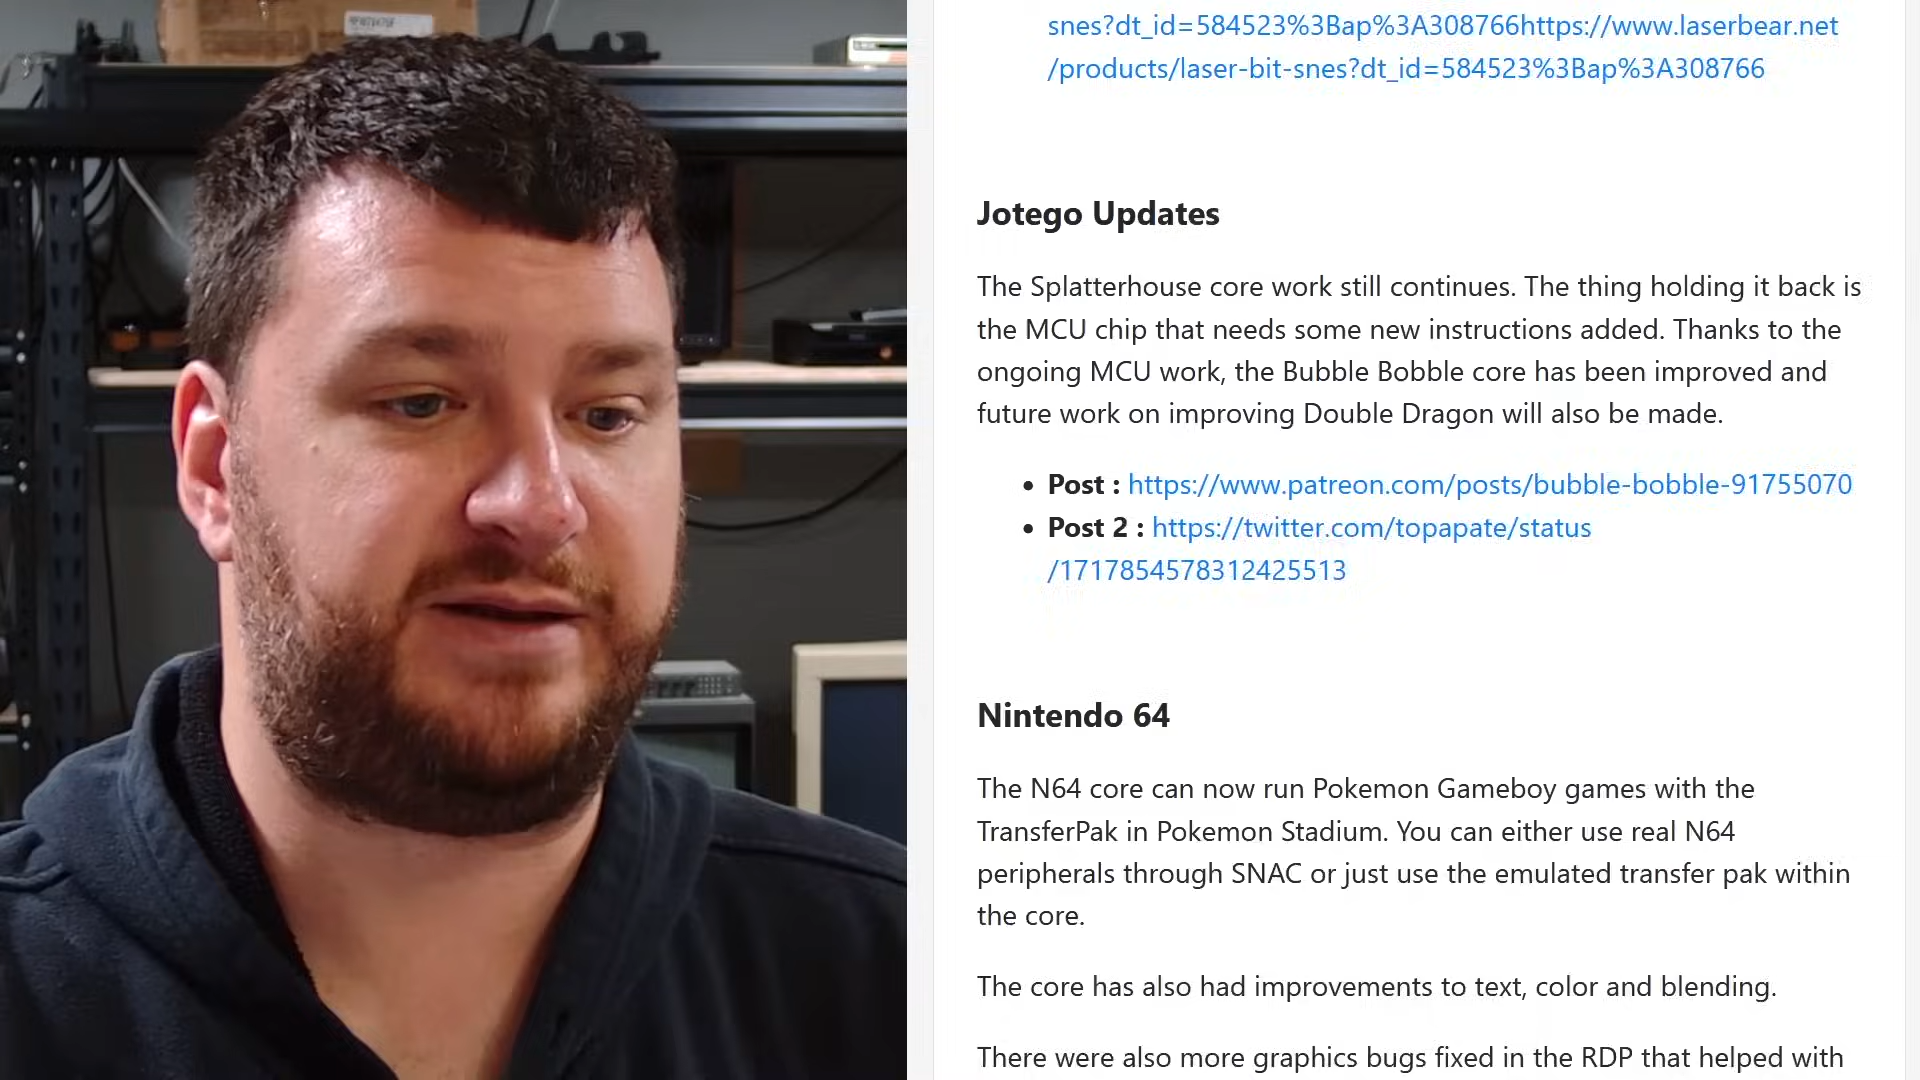 snes?dt_id=584523%3Bap%3A308766https://www.laserbear.net
/products/laser-bit-snes?dt_id=584523%3Bap%3A308766
Jotego Updates
The Splatterhouse core work still continues. The thing holding it back is
the MCU chip that needs some new instructions added. Thanks to the
ongoing MCU work, the Bubble Bobble core has been improved and
future work on improving Double Dragon will also be made.
• Post : https://www.patreon.com/posts/bubble-bobble-91755070
• Post 2 : https://twitter.com/topapate/status
/1717854578312425513
Nintendo 64
The N64 core can now run Pokemon Gameboy games with the
TransferPak in Pokemon Stadium. You can either use real N64
peripherals through SNAC or just use the emulated transfer pak within
the core.
The core has also had improvements to text, color and blending.
There were also more graphics bugs fixed in the RDP that helped with